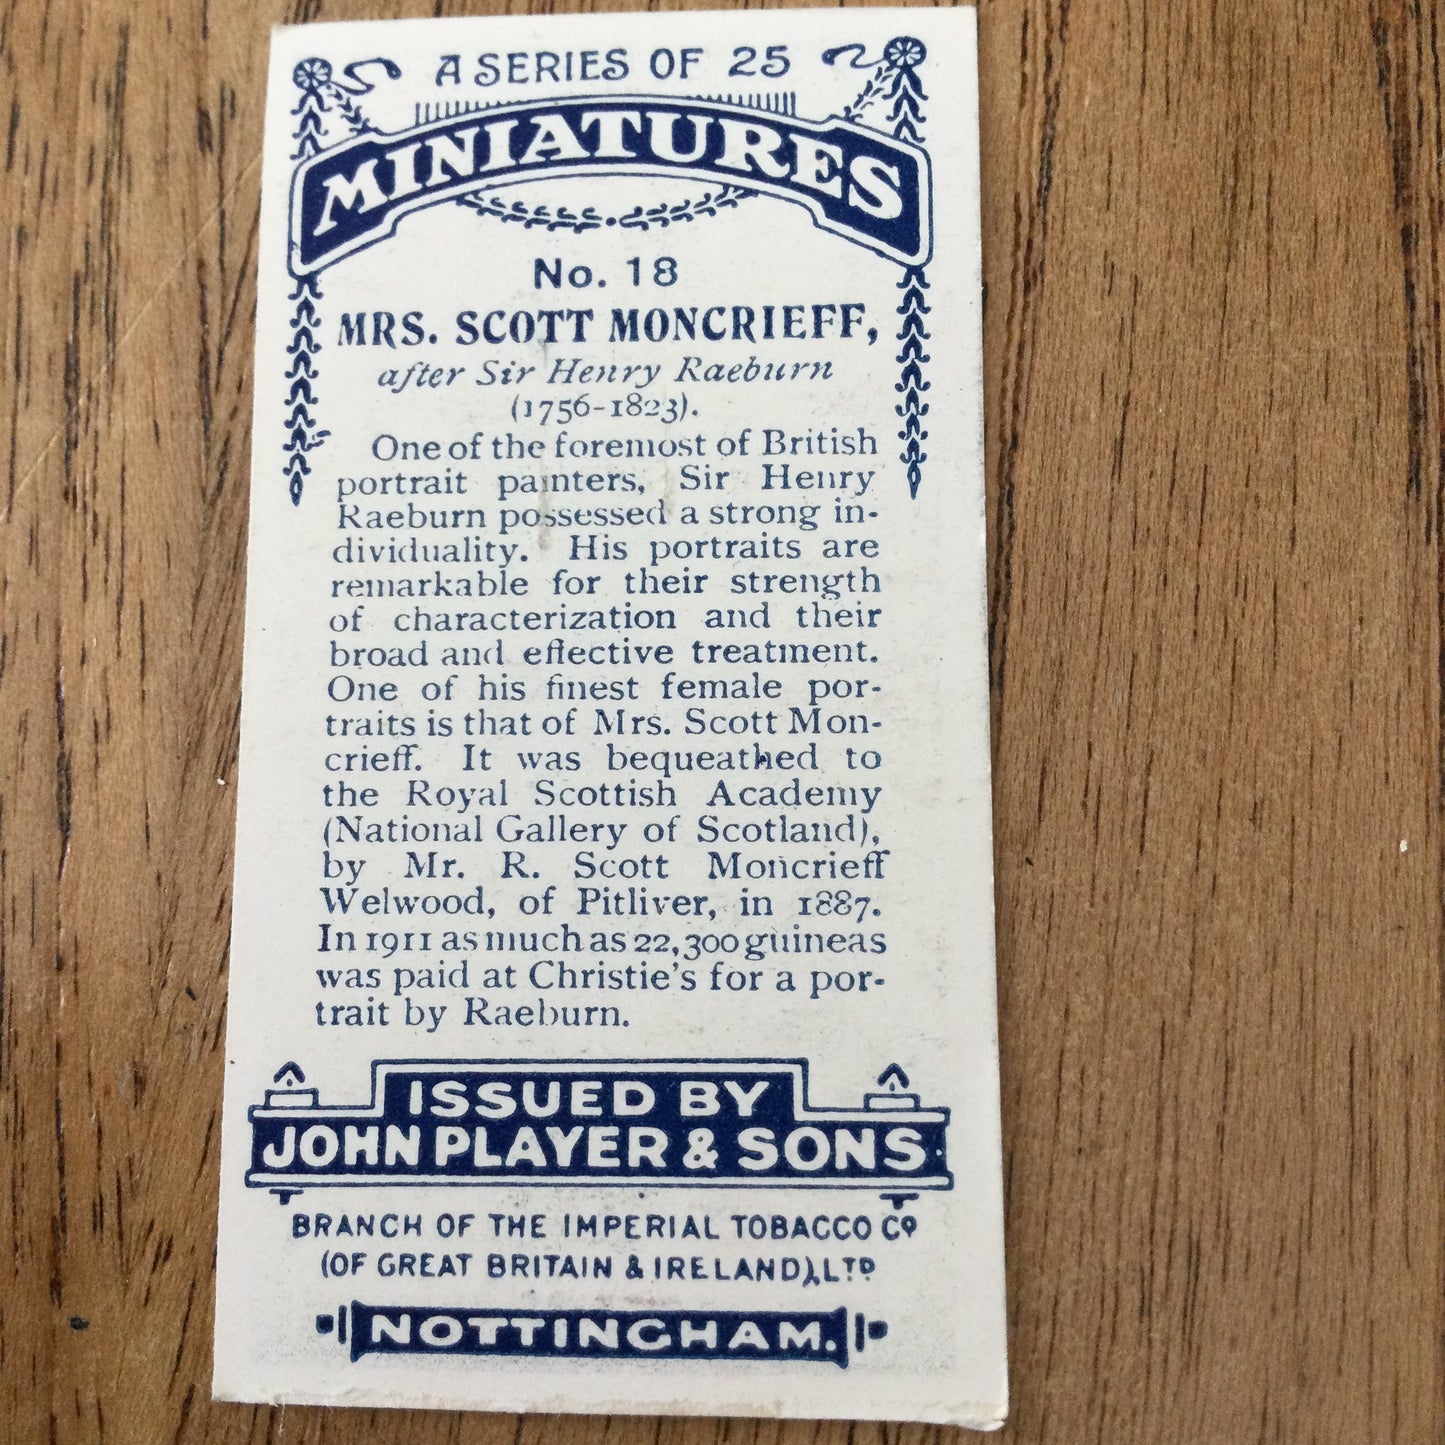 A SERIES OF 25
MINIATURES
No. 18
MRS. SCOTT MONCRIEFF,
after Sir Henry Raeburn
(1756-1823).
One of the foremost of British
portrait painters, Sir Henry
Raeburn possessed a strong in-
dividuality. His portraits are
remarkable for their strength
of characterization and their
broad and effective treatment.
One of his finest female por-
traits is that of Mrs. Scott Mon-
crieff. It was bequeathed to
the Royal Scottish Academy
(National Gallery of Scotland),
by Mr. R. Scott Moncrieff
Welwood, of Pitliver, in 1887.
In 1911 as much as 22,300 guineas
was paid at Christie's for a por-
trait by Raeburn.
ISSUED BY
JOHN PLAYER & SONS.
BRANCH OF THE IMPERIAL TOBACCO Co.
(OF GREAT BRITAIN & IRELAND), LTD
NOTTINGHAM.